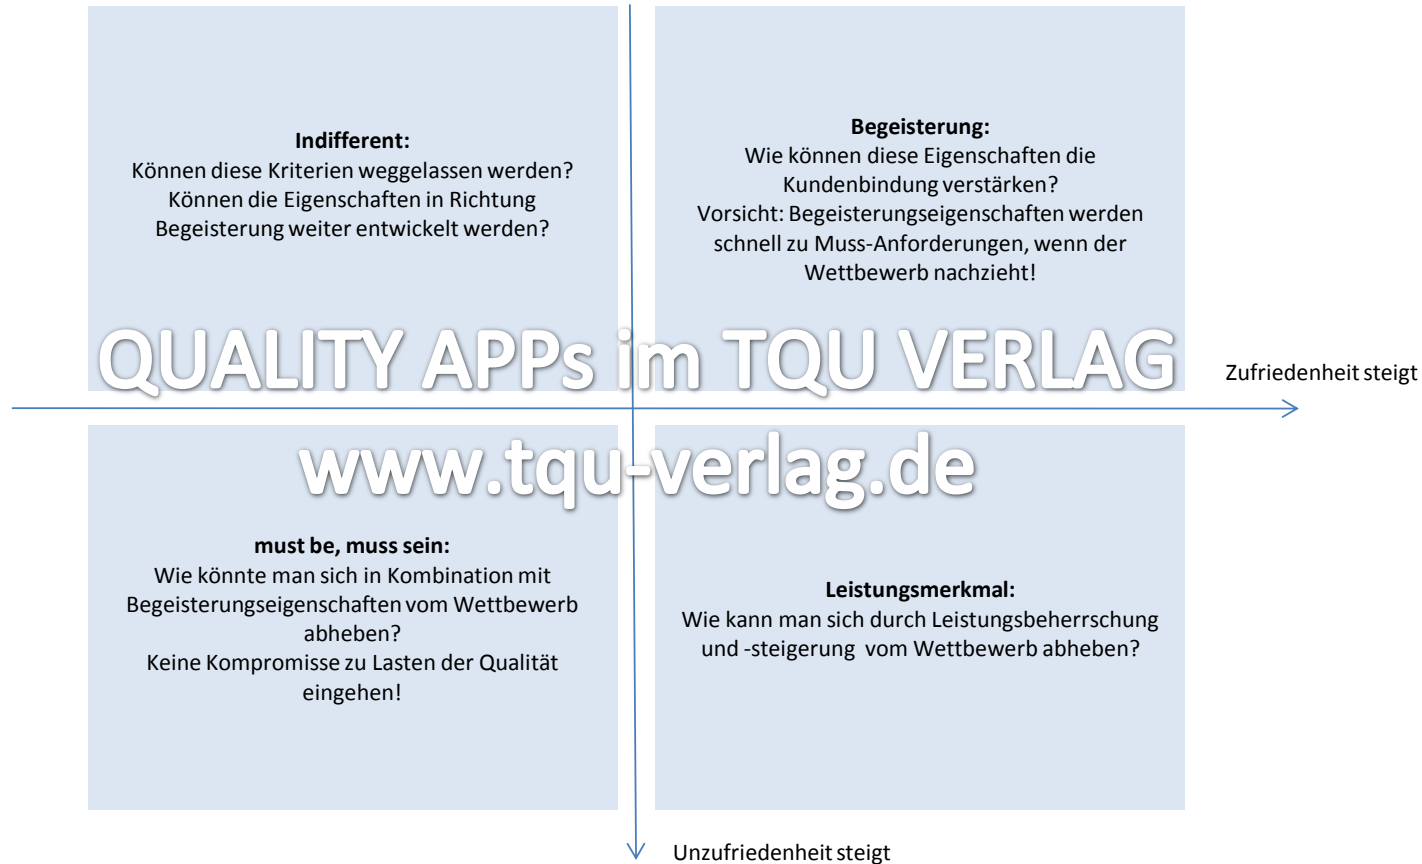 Indifferent:
Können diese Kriterien weggelassen werden?
Können die Eigenschaften in Richtung
Begeisterung weiter entwickelt werden?
Begeisterung:
Wie können diese Eigenschaften die
Kundenbindung verstärken?
Vorsicht: Begeisterungseigenschaften werden
schnell zu Muss-Anforderungen, wenn der
Wettbewerb nachzieht!
QUALITY APPs im TQU VERLAG
Zufriedenheit steigt
www.tqu-verlag.de
must be, muss sein:
Wie könnte man sich in Kombination mit
Begeisterungseigenschaften vom Wettbewerb
abheben?
Keine Kompromisse zu Lasten der Qualität
eingehen!
Leistungsmerkmal:
Wie kann man sich durch Leistungsbeherrschung
und -steigerung vom Wettbewerb abheben?
Unzufriedenheit steigt